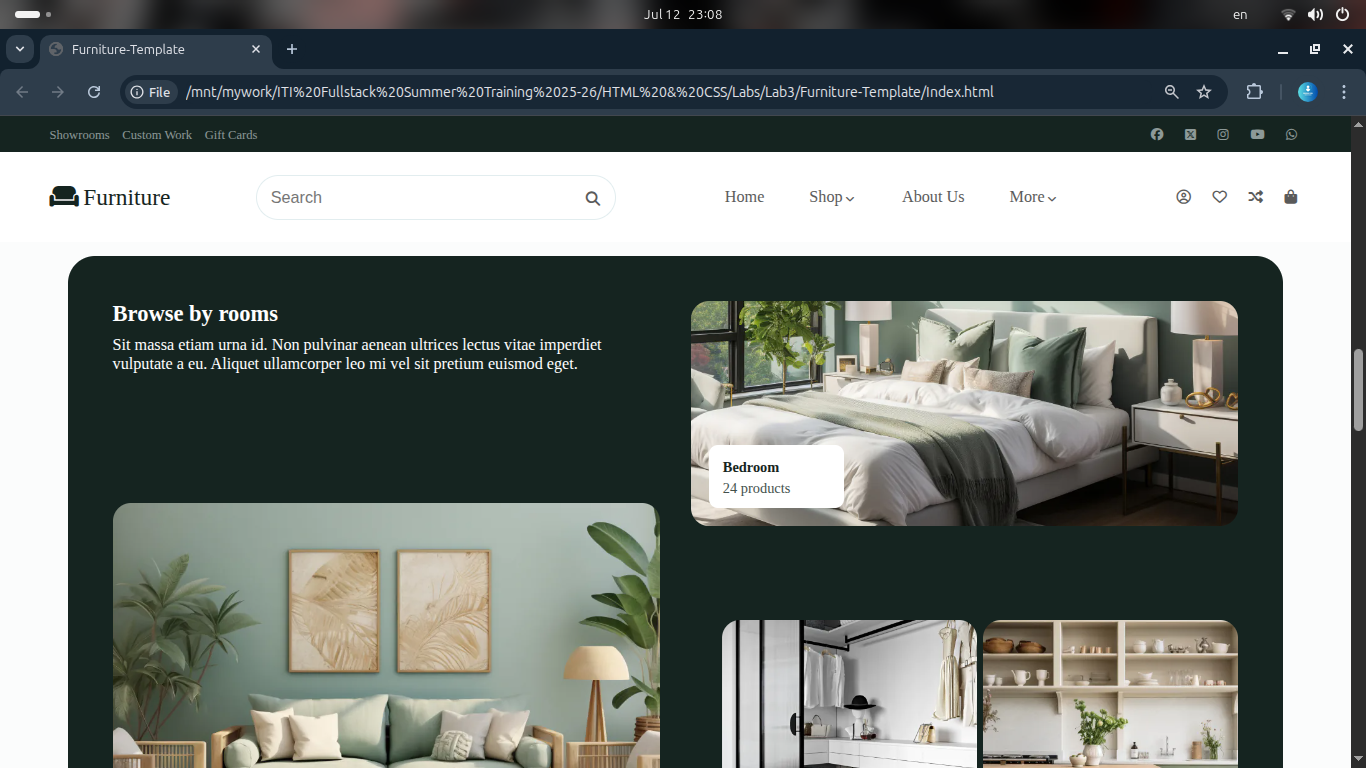 Jul 12 23:08
en
Furniture-Template
File
/mnt/mywork/ITI%20Fullstack%20Summer%20Training%2025-26/HTML%20&%20CSS/Labs/Lab3/Furniture-Template/Index.html
Showrooms Custom Work Gift Cards
Furniture
Search
Home Shop About Us More
Browse by rooms
Sit massa etiam urna id. Non pulvinar aenean ultrices lectus vitae imperdiet
vulputate a eu. Aliquet ullamcorper leo mi vel sit pretium euismod eget.
Bedroom
24 products